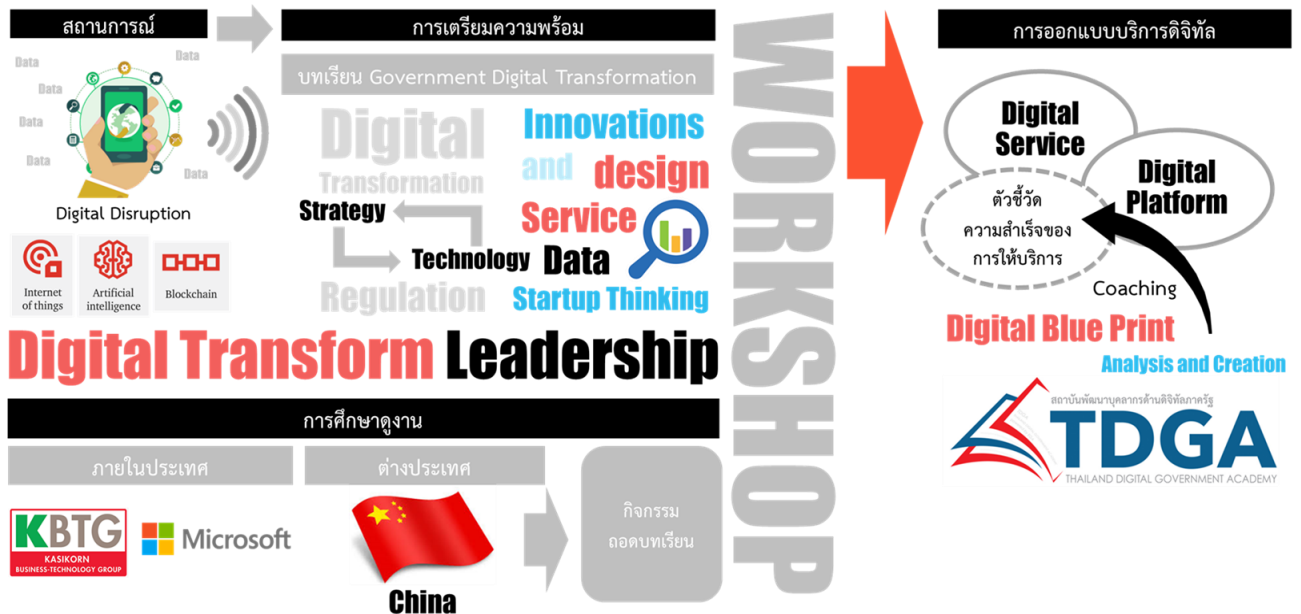 สถานการณ์
Data
Data
Data
Data
Data
Data
Data
Digital Disruption
Internet
of things
Artificial
intelligence
Blockchain
การเตรียมความพร้อม
บทเรียน Government Digital Transformation
Digital
Transformation
Strategy
Technology
Regulation
Innovations
and design
Service
Data
Startup Thinking
Digital Transform Leadership
การศึกษาดูงาน
ภายในประเทศ
KBTG
KASIKORN
BUSINESS-TECHNOLOGY GROUP
Microsoft
ต่างประเทศ
China
กิจกรรม
ถอดบทเรียน
WORKSHOP
การออกแบบบริการดิจิทัล
Digital
Service
Digital
Platform
ตัวชี้วัด
ความสำเร็จของ
การให้บริการ
Coaching
Digital Blue Print
Analysis and Creation
สถาบันพัฒนาบุคลากรด้านดิจิทัลภาครัฐ
TDGA
THAILAND DIGITAL GOVERNMENT ACADEMY